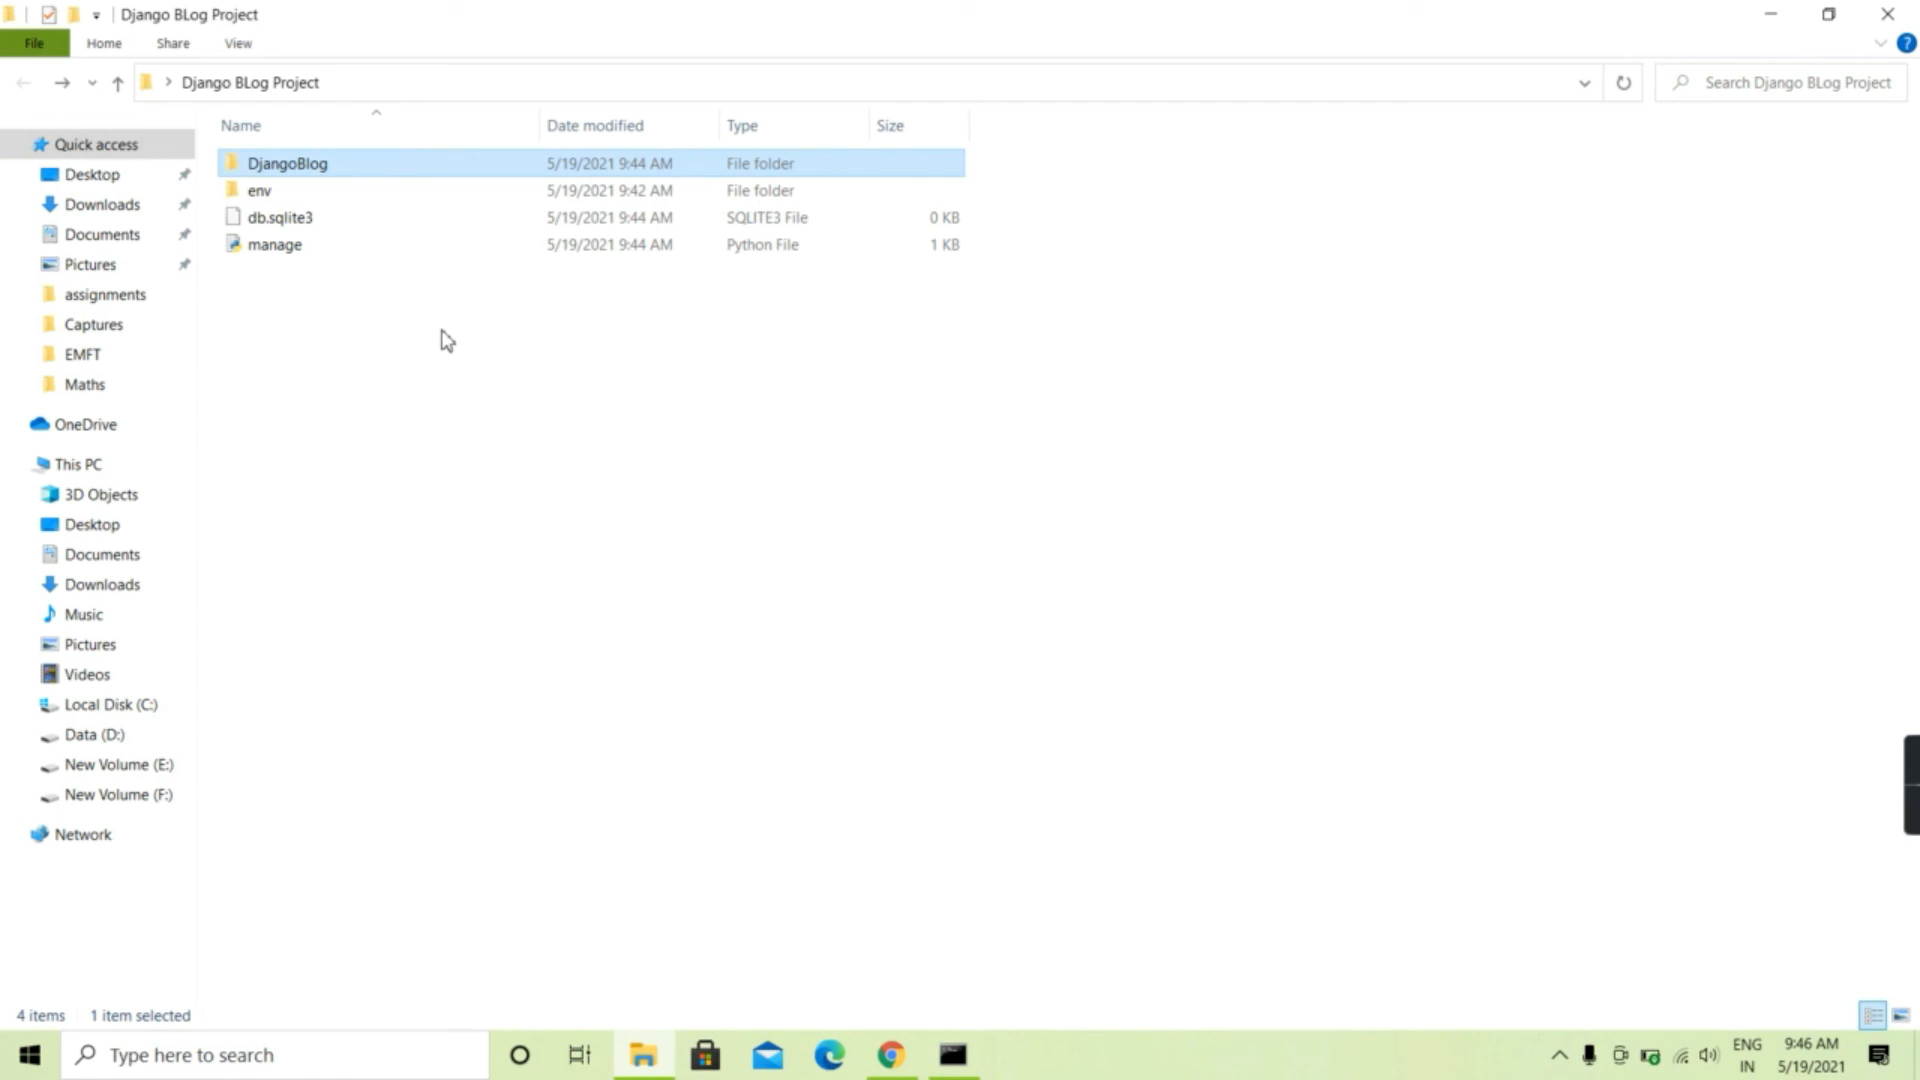 Django BLog Project
File Home Share View
Django BLog Project
Search Django BLog Project
Name Date modified Type Size
DjangoBlog 5/19/2021 9:44 AM File folder
env 5/19/2021 9:42 AM File folder
db.sqlite3 5/19/2021 9:44 AM SQLITE3 File 0 KB
manage 5/19/2021 9:44 AM Python File 1 KB
Quick access
Desktop
Downloads
Documents
Pictures
assignments
Captures
EMFT
Maths
OneDrive
This PC
3D Objects
Desktop
Documents
Downloads
Music
Pictures
Videos
Local Disk (C:)
Data (D:)
New Volume (E:)
New Volume (F:)
Network
4 items 1 item selected
Type here to search
ENG
IN
9:46 AM
5/19/2021